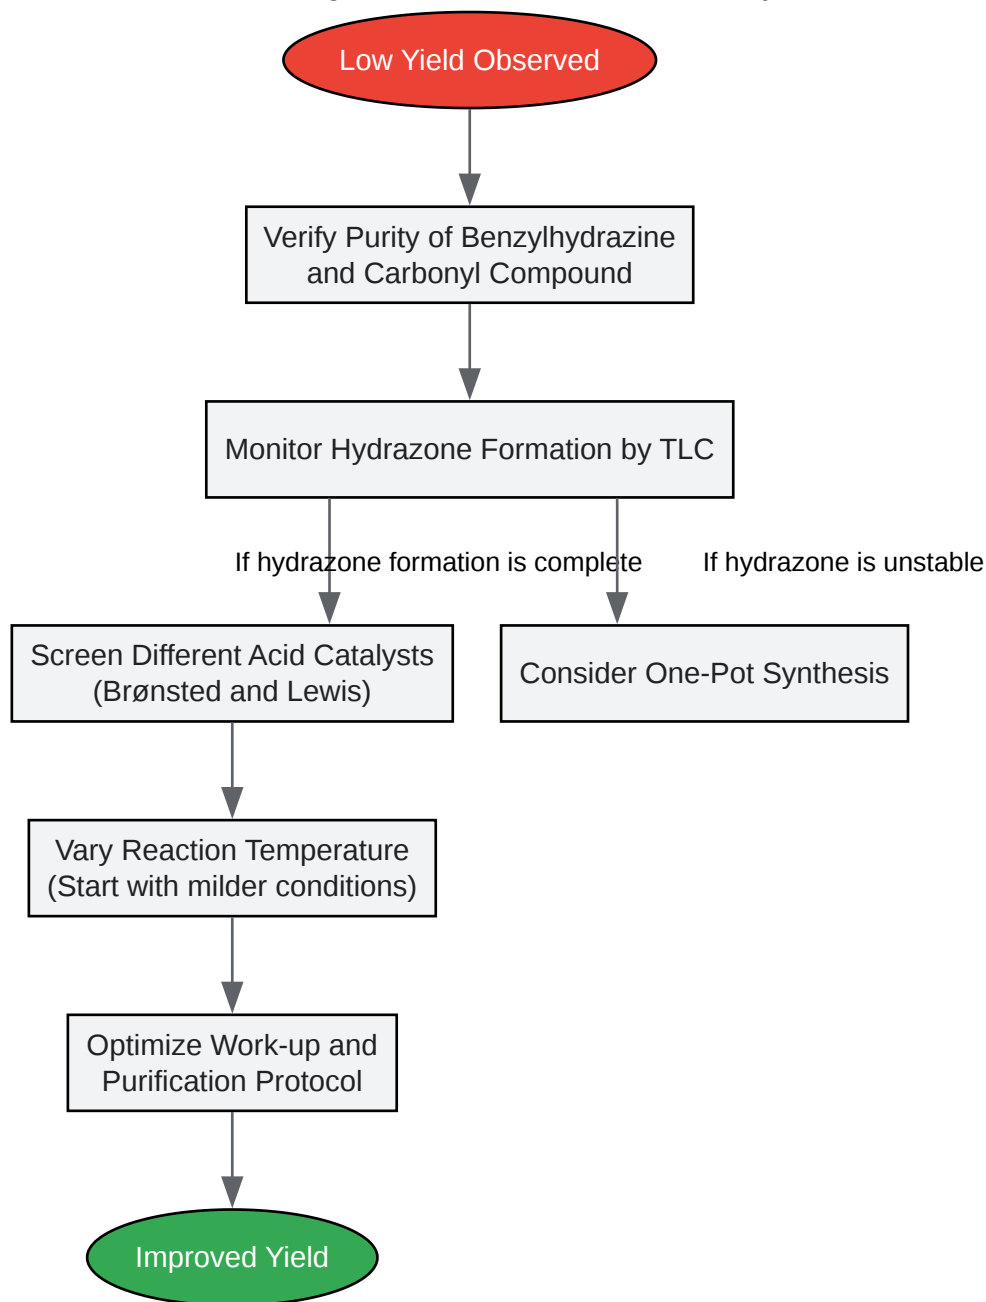 Low Yield Observed
Verify Purity of Benzylhydrazine
and Carbonyl Compound
Monitor Hydrazone Formation by TLC
If hydrazone formation is complete
If hydrazone is unstable
Screen Different Acid Catalysts
(Brønsted and Lewis)
Consider One-Pot Synthesis
Vary Reaction Temperature
(Start with milder conditions)
Optimize Work-up and
Purification Protocol
Improved Yield